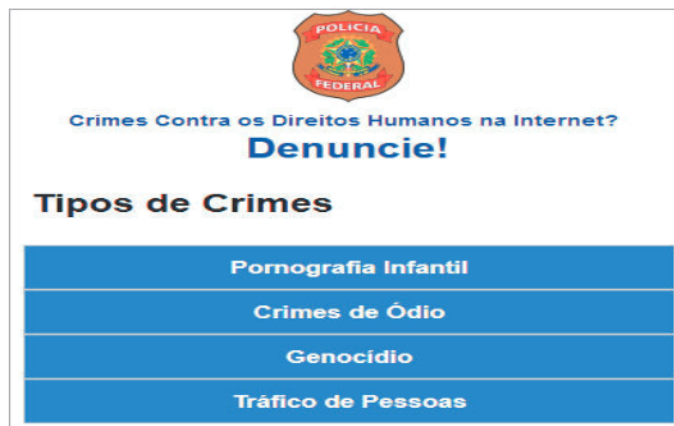 POLICIA
FEDERAL
Crimes Contra os Direitos Humanos na Internet?
Denuncie!
Tipos de Crimes
Pornografia Infantil
Crimes de Ódio
Genocídio
Tráfico de Pessoas